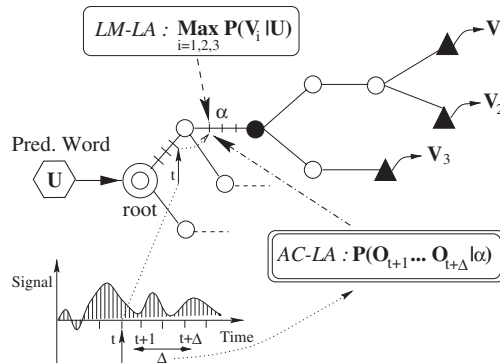 LM-LA : Max P(Vi |U)
i=1,2,3
V
V2
V3
α
Pred. Word
U
root
t
AC-LA : P(Ot+1... Ot+Δ|α)
Signal
Time
t
t+1
t+Δ
Δ